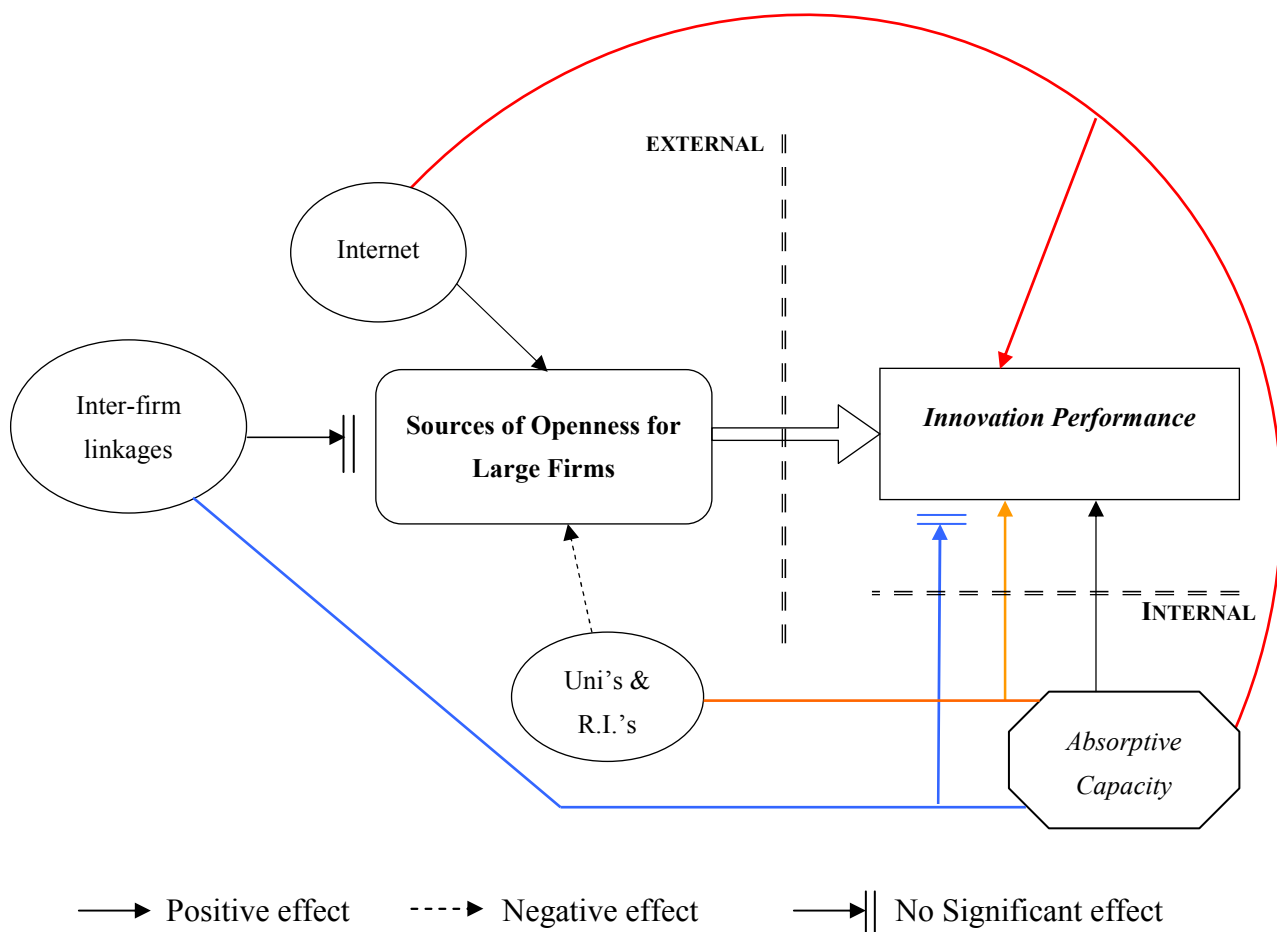 EXTERNAL
Internet
Inter-firm
linkages
Sources of Openness for
Large Firms
Innovation Performance
INTERNAL
Uni's &
R.I.'s
Absorptive
Capacity
Positive effect
Negative effect
No Significant effect